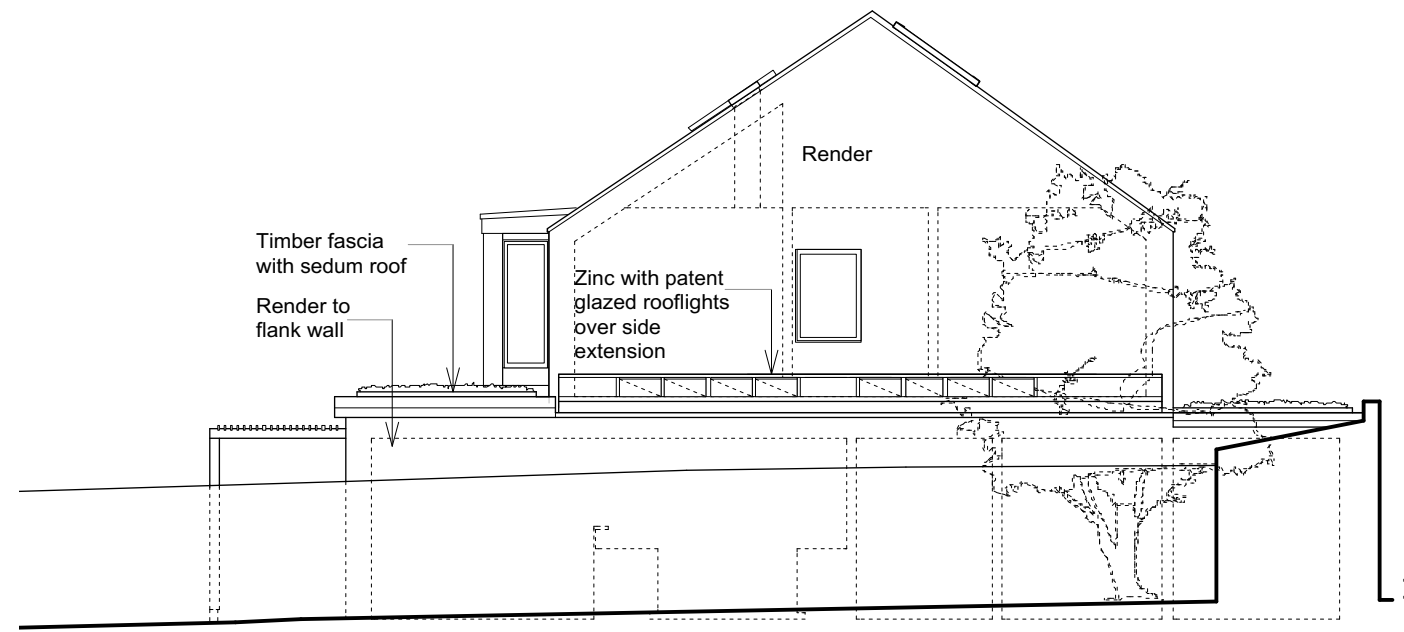 Render
Timber fascia
with sedum roof
Render to
flank wall
Zinc with patent
glazed rooflights
over side
extension